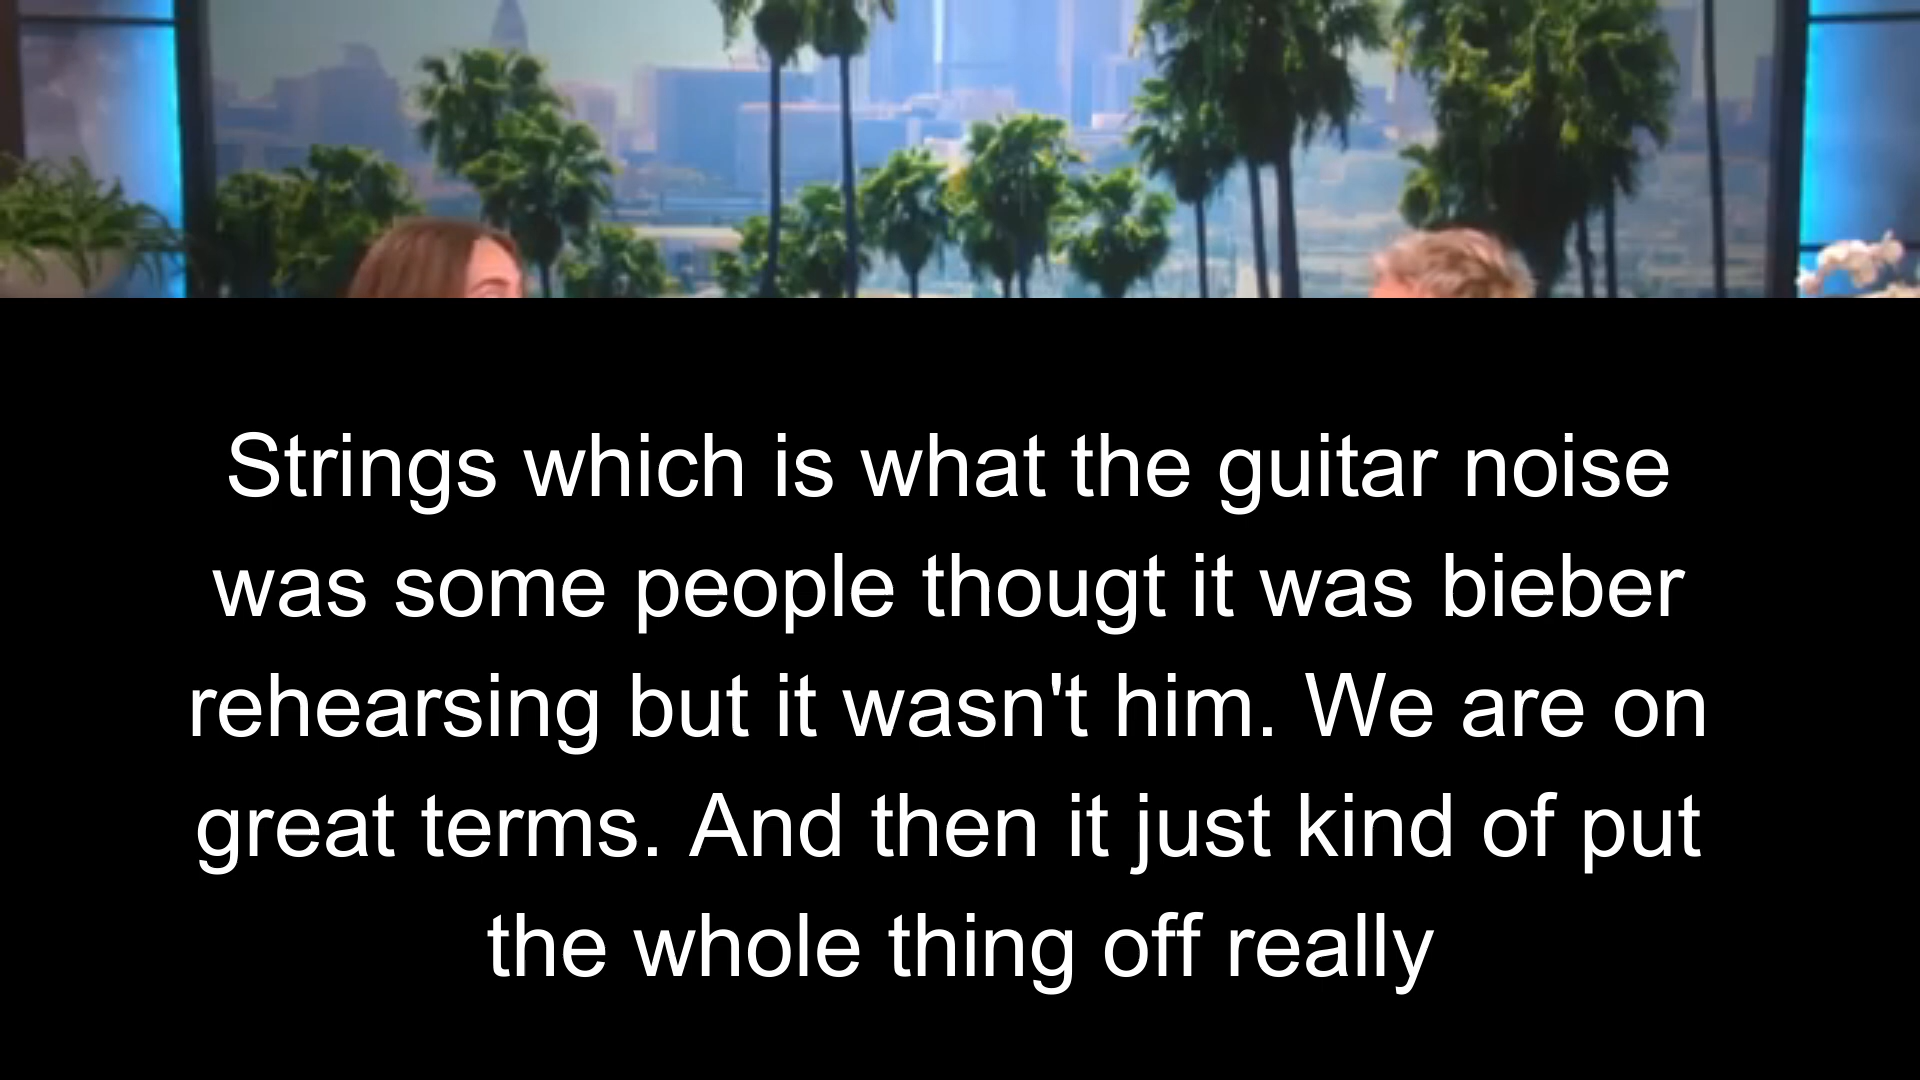 Strings which is what the guitar noise
was some people thougt it was bieber
rehearsing but it wasn't him. We are on
great terms. And then it just kind of put
the whole thing off really